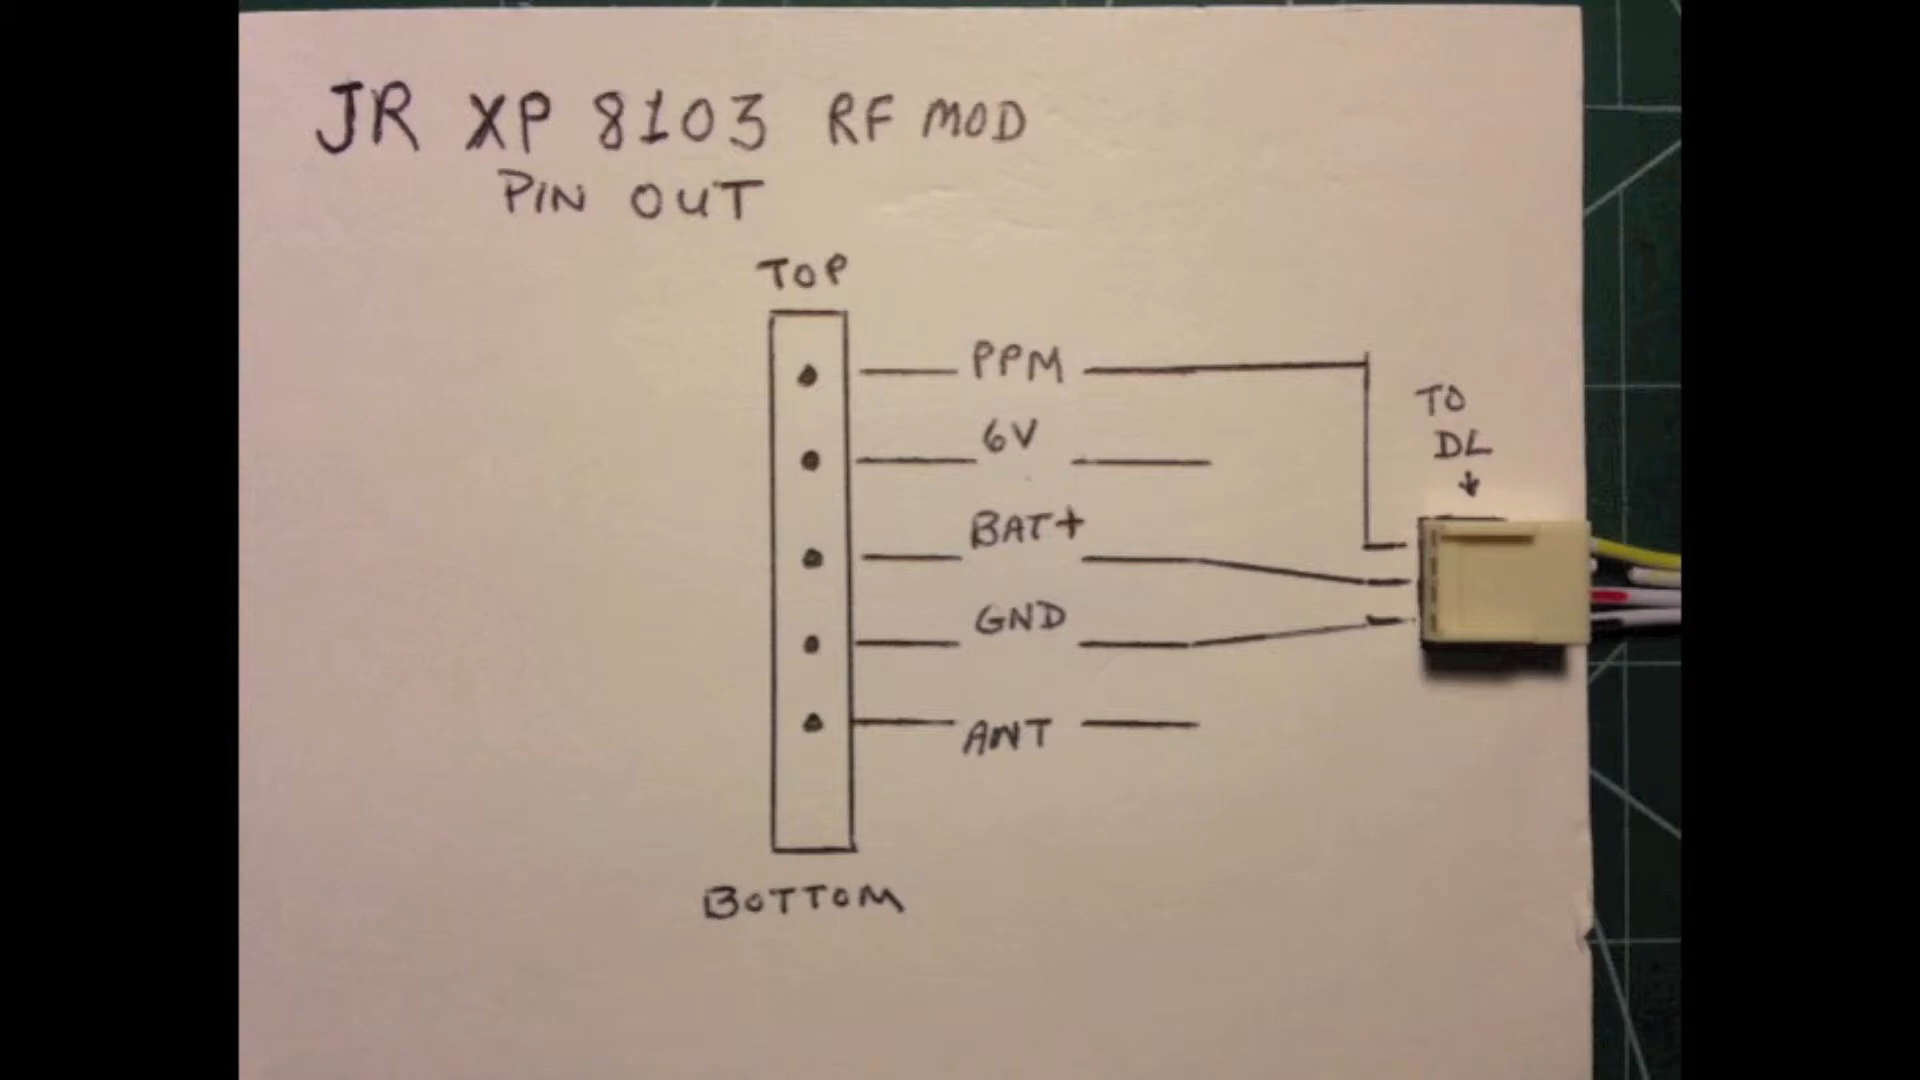 JR XP 8103 RF MOD
PIN OUT
TOP
PPM
6V
BAT+
GND
ANT
BOTTOM
TO
DL